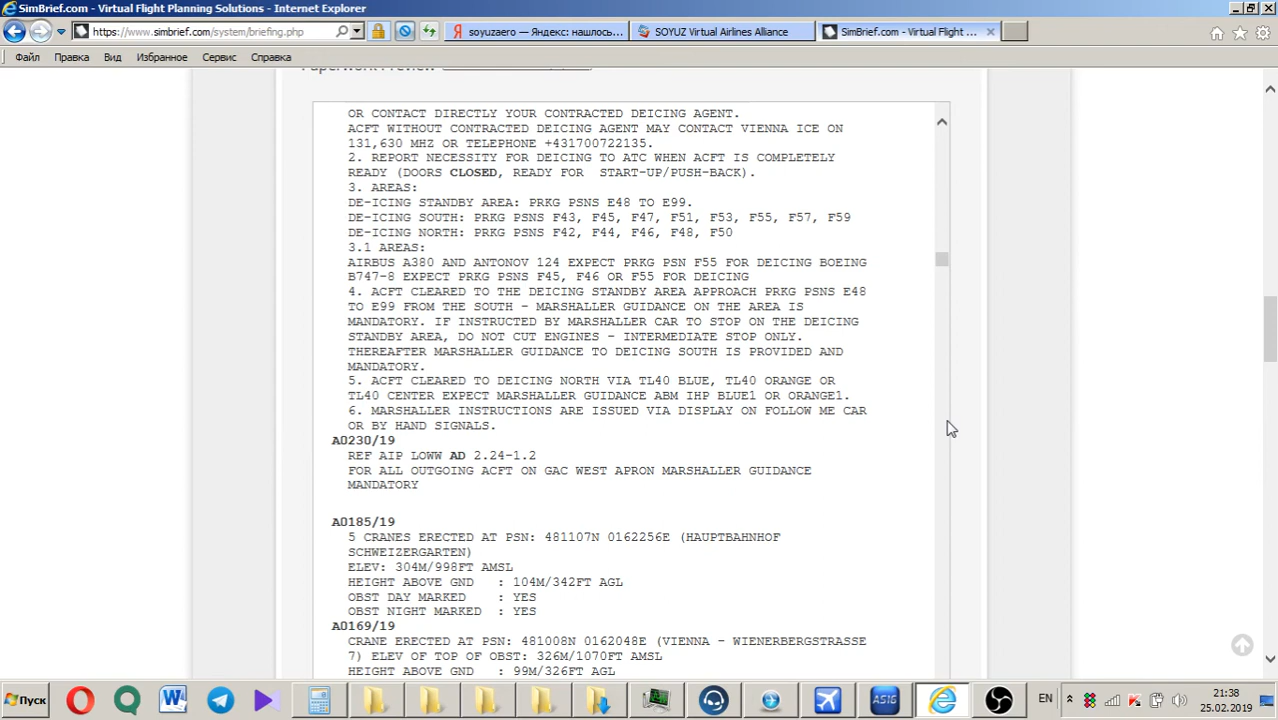 SimBrief.com - Virtual Flight Planning Solutions - Internet Explorer
https://www.simbrief.com/system/briefing.php
soyuzaero — Яндекс: нашлось...
SOYUZ Virtual Airlines Alliance
SimBrief.com - Virtual Flight ...
Файл Правка Вид Избранное Сервис Справка
Paperwork Preview
OR CONTACT DIRECTLY YOUR CONTRACTED DEICING AGENT.
ACFT WITHOUT CONTRACTED DEICING AGENT MAY CONTACT VIENNA ICE ON
131,630 MHZ OR TELEPHONE +431700722135.
2. REPORT NECESSITY FOR DEICING TO ATC WHEN ACFT IS COMPLETELY
READY (DOORS CLOSED, READY FOR START-UP/PUSH-BACK).
3. AREAS:
DE-ICING STANDBY AREA: PRKG PSNS E48 TO E99.
DE-ICING SOUTH: PRKG PSNS F43, F45, F47, F51, F53, F55, F57, F59
DE-ICING NORTH: PRKG PSNS F42, F44, F46, F48, F50
3.1 AREAS:
AIRBUS A380 AND ANTONOV 124 EXPECT PRKG PSN F55 FOR DEICING BOEING
B747-8 EXPECT PRKG PSNS F45, F46 OR F55 FOR DEICING
4. ACFT CLEARED TO THE DEICING STANDBY AREA APPROACH PRKG PSNS E48
TO E99 FROM THE SOUTH - MARSHALLER GUIDANCE ON THE AREA IS
MANDATORY. IF INSTRUCTED BY MARSHALLER CAR TO STOP ON THE DEICING
STANDBY AREA, DO NOT CUT ENGINES - INTERMEDIATE STOP ONLY.
THEREAFTER MARSHALLER GUIDANCE TO DEICING SOUTH IS PROVIDED AND
MANDATORY.
5. ACFT CLEARED TO DEICING NORTH VIA TL40 BLUE, TL40 ORANGE OR
TL40 CENTER EXPECT MARSHALLER GUIDANCE ABM IHP BLUE1 OR ORANGE1.
6. MARSHALLER INSTRUCTIONS ARE ISSUED VIA DISPLAY ON FOLLOW ME CAR
OR BY HAND SIGNALS.
A0230/19
REF AIP LOWW AD 2.24-1.2
FOR ALL OUTGOING ACFT ON GAC WEST APRON MARSHALLER GUIDANCE
MANDATORY
A0185/19
5 CRANES ERECTED AT PSN: 481107N 0162256E (HAUPTBAHNHOF
SCHWEIZERGARTEN)
ELEV: 304M/998FT AMSL
HEIGHT ABOVE GND : 104M/342FT AGL
OBST DAY MARKED : YES
OBST NIGHT MARKED : YES
A0169/19
CRANE ERECTED AT PSN: 481008N 0162048E (VIENNA - WIENERBERGSTRASSE
7) ELEV OF TOP OF OBST: 326M/1070FT AMSL
HEIGHT ABOVE GND : 99M/326FT AGL
Пуск
ASIG
EN
21:38
25.02.2019